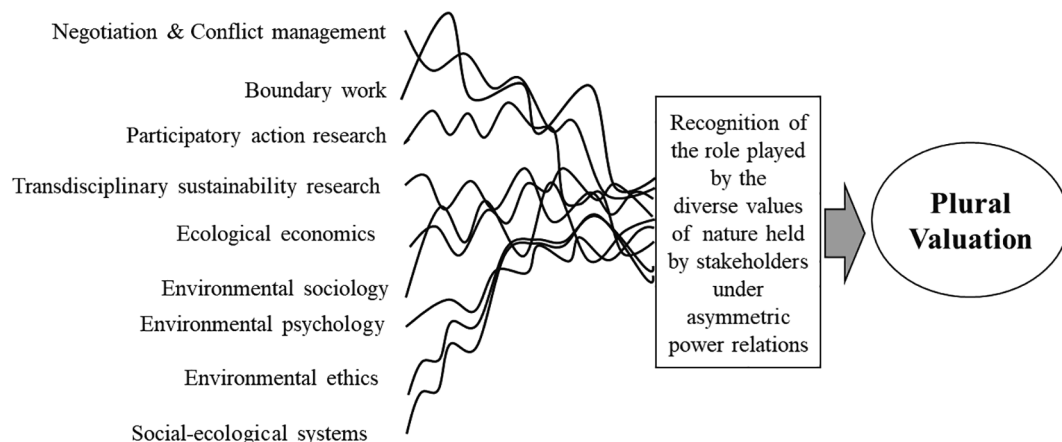 Negotiation & Conflict management
Boundary work
Participatory action research
Transdisciplinary sustainability research
Ecological economics
Environmental sociology
Environmental psychology
Environmental ethics
Social-ecological systems
Recognition of
the role played
by the
diverse values
of nature held
by stakeholders
under
asymmetric
power relations
Plural
Valuation